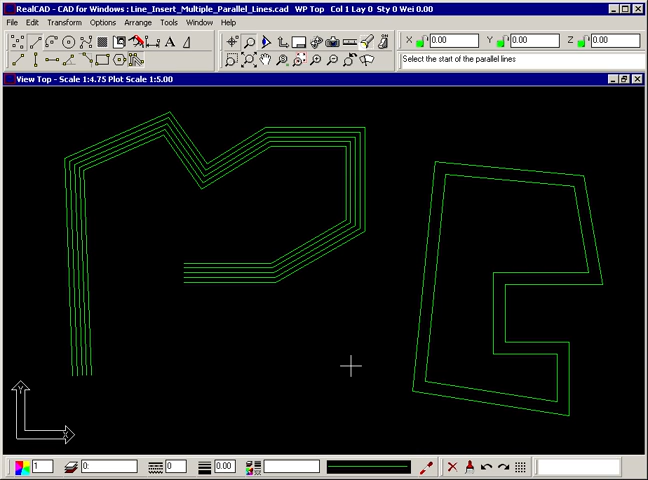 RealCAD - CAD for Windows : Line_Insert_Multiple_Parallel_Lines.cad WP Top Col 1 Lay 0 Sty 0 Wei 0.00
File Edit Transform Options Arrange Tools Window Help
X 0.00 Y 0.00 Z 0.00
Select the start of the parallel lines
View Top - Scale 1:4.75 Plot Scale 1:5.00
Y
X
1 0: 0 0.00